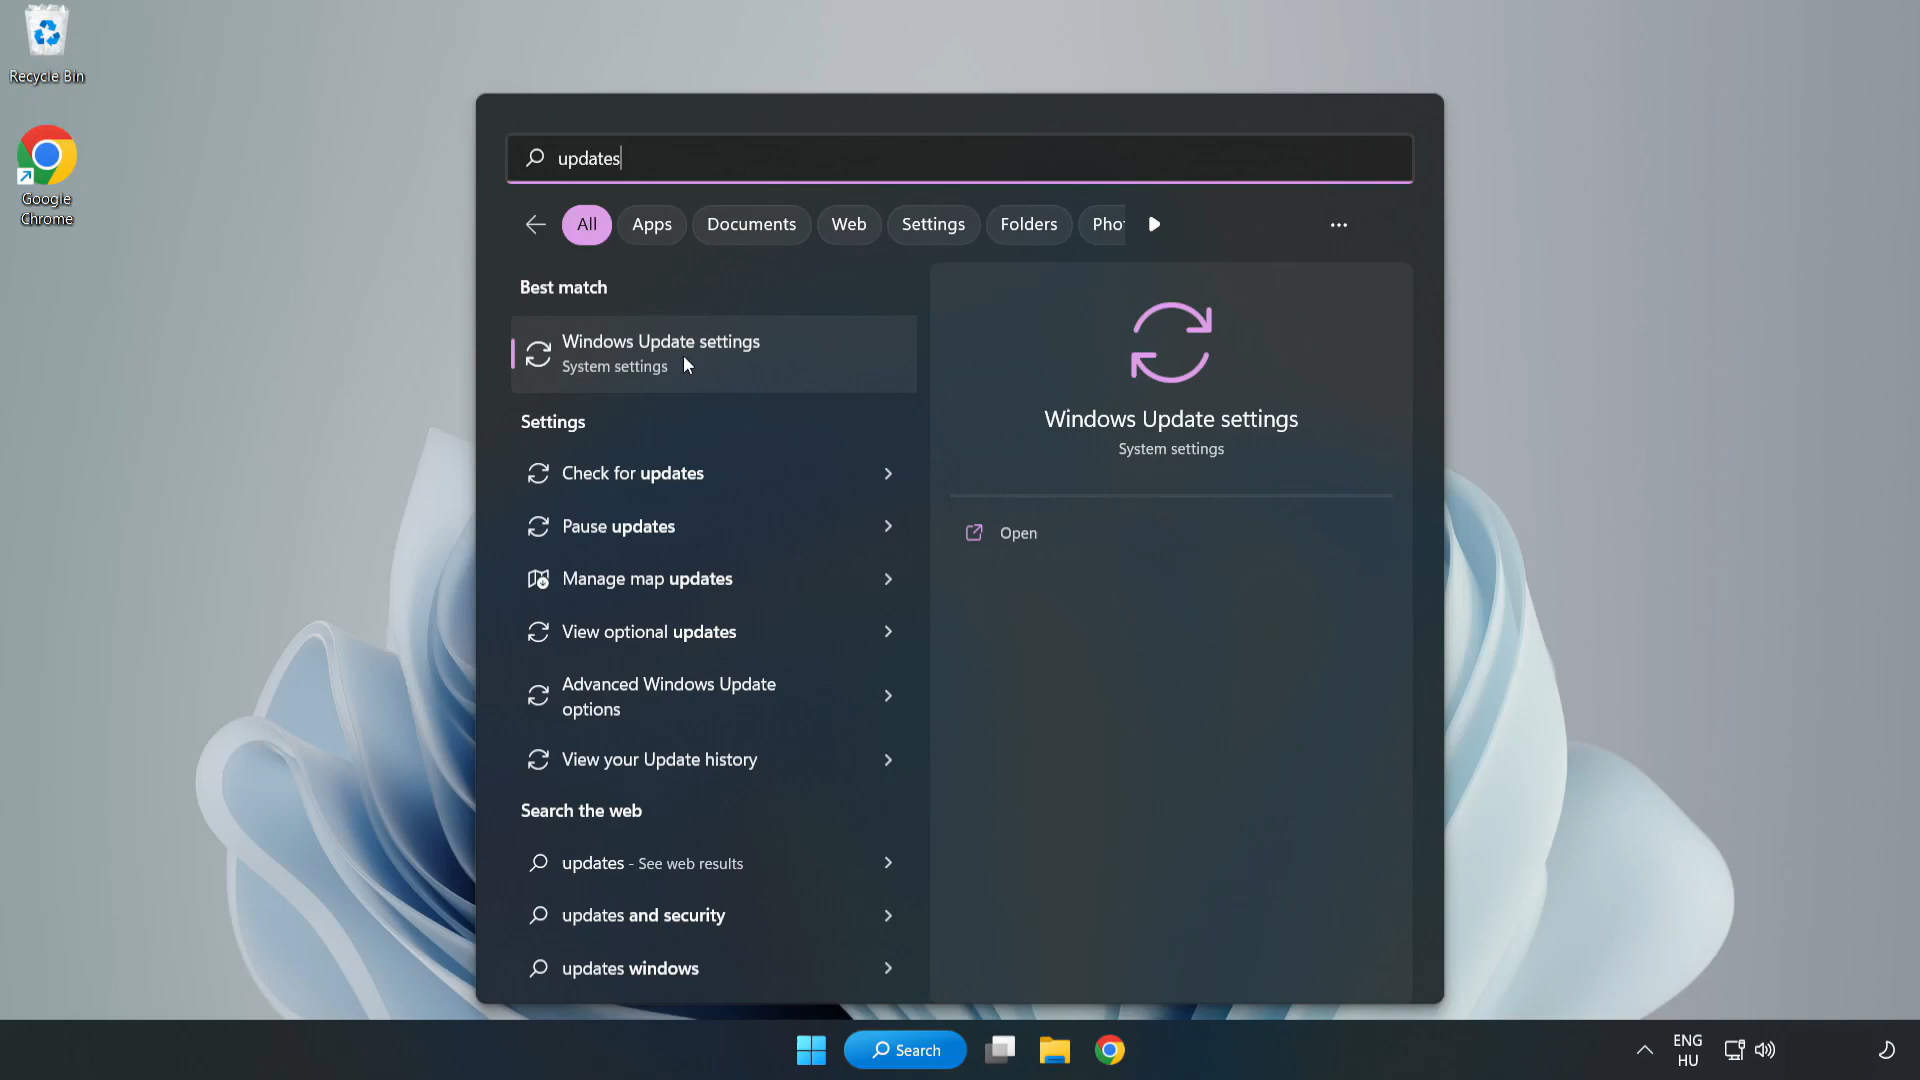 Recycle Bin
Google
Chrome
updates
All
Apps
Documents
Web
Settings
Folders
Pho
Best match
Windows Update settings
System settings
Settings
Check for updates
Pause updates
Manage map updates
View optional updates
Advanced Windows Update
options
View your Update history
Search the web
updates - See web results
updates and security
updates windows
Windows Update settings
System settings
Open
Search
ENG
HU